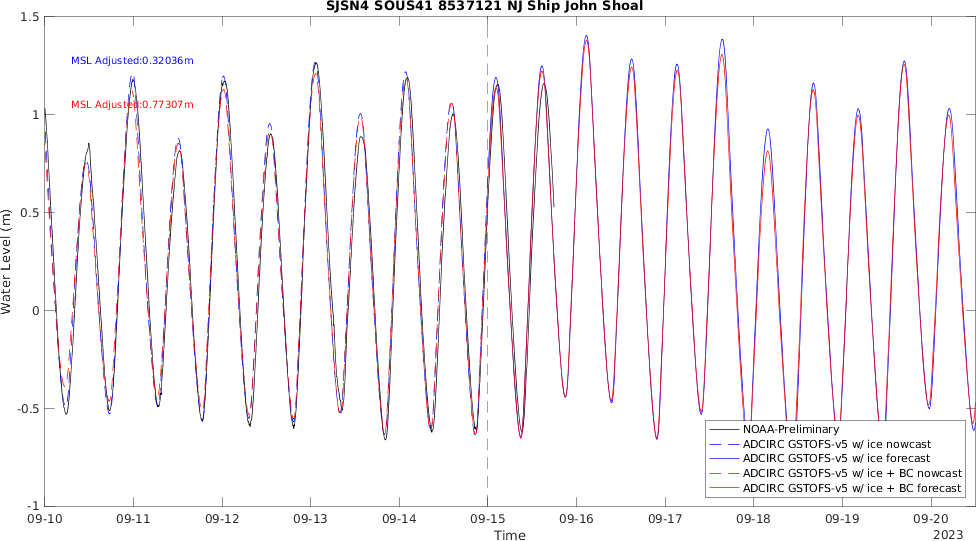 SJSN4 SOUS41 8537121 NJ Ship John Shoal
1.5
1
0.5
0
-0.5
-1
Water Level (m)
MSL Adjusted:0.32036m
MSL Adjusted:0.77307m
NOAA-Preliminary
ADCIRC GSTOFS-v5 w/ ice nowcast
ADCIRC GSTOFS-v5 w/ ice forecast
ADCIRC GSTOFS-v5 w/ ice + BC nowcast
ADCIRC GSTOFS-v5 w/ ice + BC forecast
09-10 09-11 09-12 09-13 09-14 09-15 09-16 09-17 09-18 09-19 09-20
Time
2023